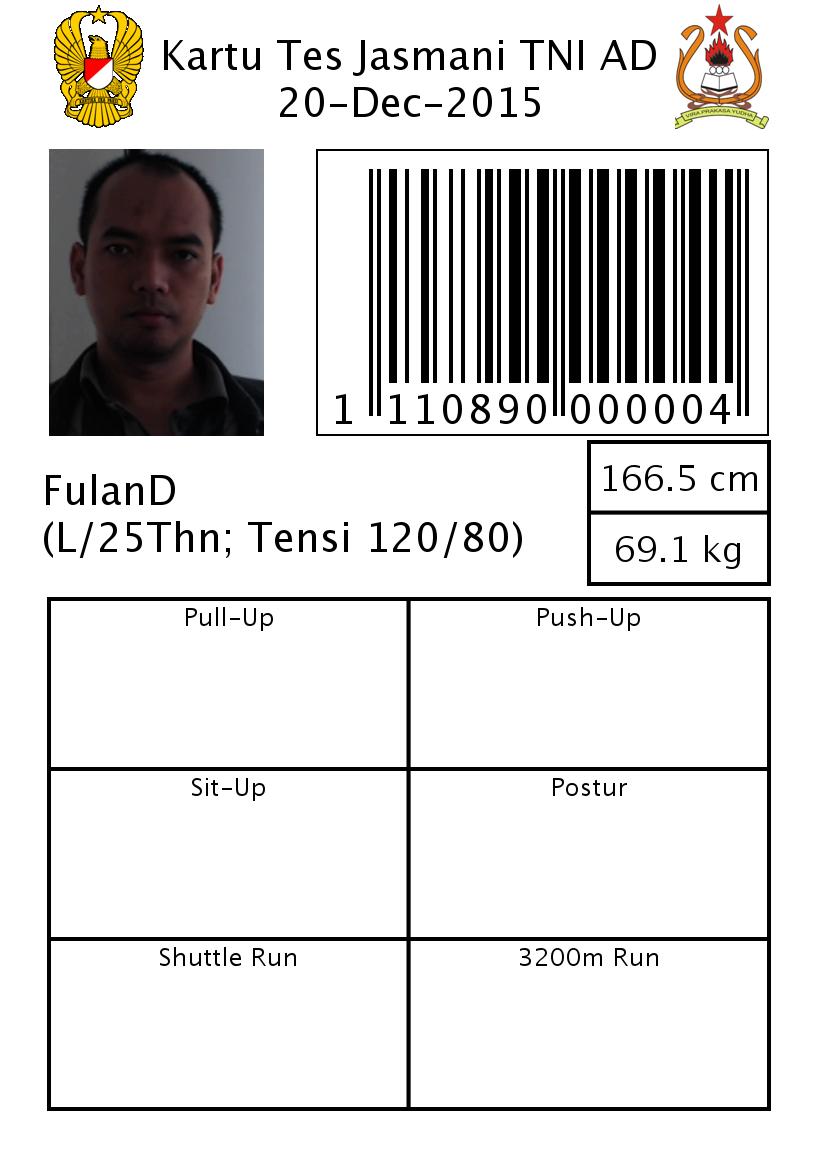 Kartu Tes Jasmani TNI AD
20-Dec-2015
VIRA PRAKASA YUDHA
1 110890 000004
FulanD
(L/25Thn; Tensi 120/80)
166.5 cm
69.1 kg
Pull-Up
Push-Up
Sit-Up
Postur
Shuttle Run
3200m Run